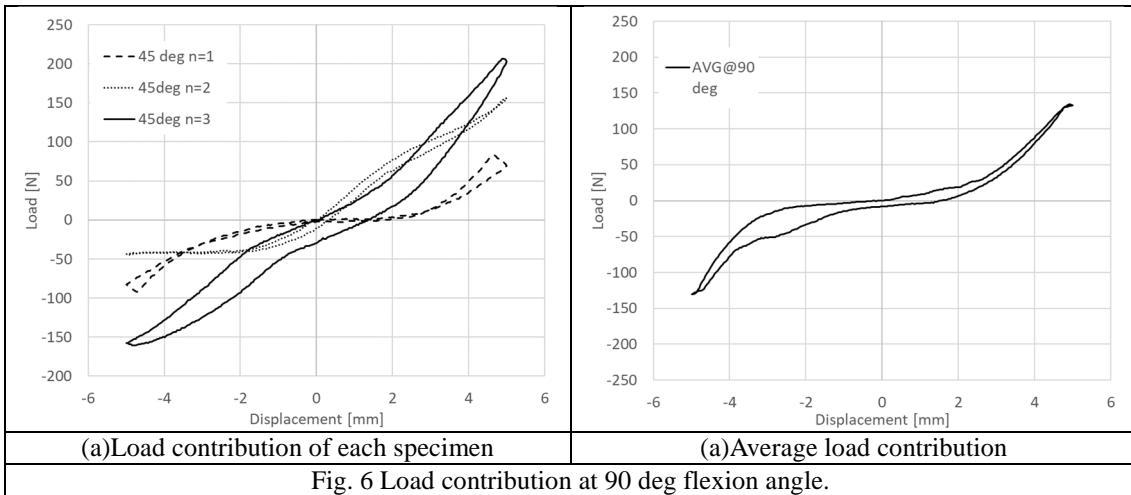 250
200
150
100
50
0
-50
-100
-150
-200
-6 -4 -2 0 2 4 6
Load [N]
Displacement [mm]
45 deg n=1
45deg n=2
45deg n=3
250
200
150
100
50
0
-50
-100
-150
-200
-250
-6 -4 -2 0 2 4 6
Load [N]
Displacement [mm]
AVG@90
deg
(a)Load contribution of each specimen
(a)Average load contribution
Fig. 6 Load contribution at 90 deg flexion angle.